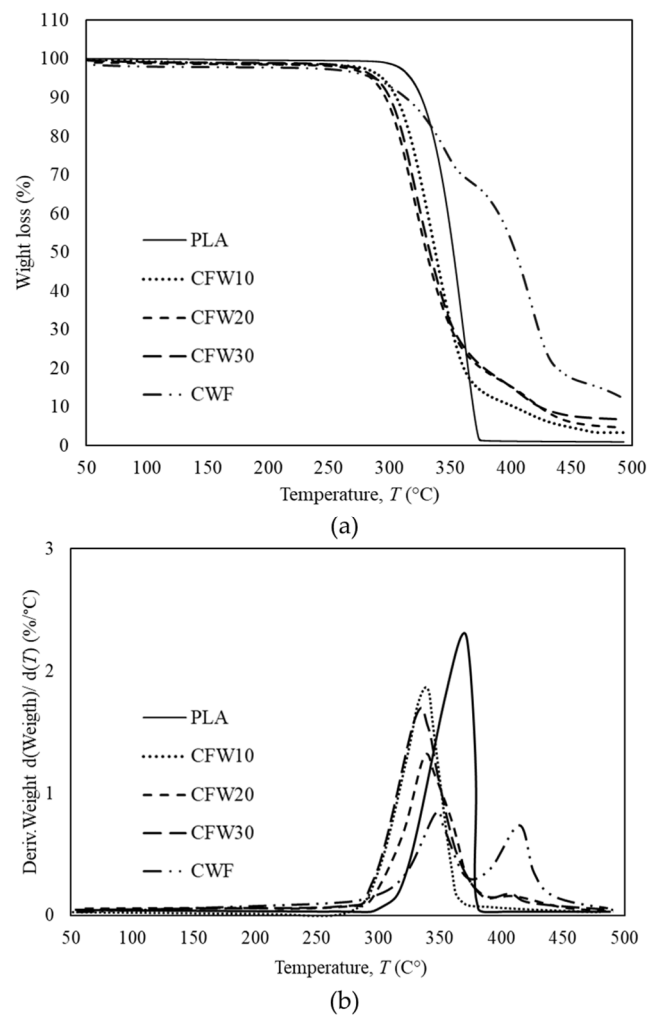 110
100
90
80
70
60
50
40
30
20
10
0
Wight loss (%)
PLA
CFW10
CFW20
CFW30
CWF
50 100 150 200 250 300 350 400 450 500
Temperature, T (°C)
(a)
3
2
1
0
Deriv.Weight d(Weigth)/ d(T) (%/°C)
PLA
CFW10
CFW20
CFW30
CWF
50 100 150 200 250 300 350 400 450 500
Temperature, T (C°)
(b)